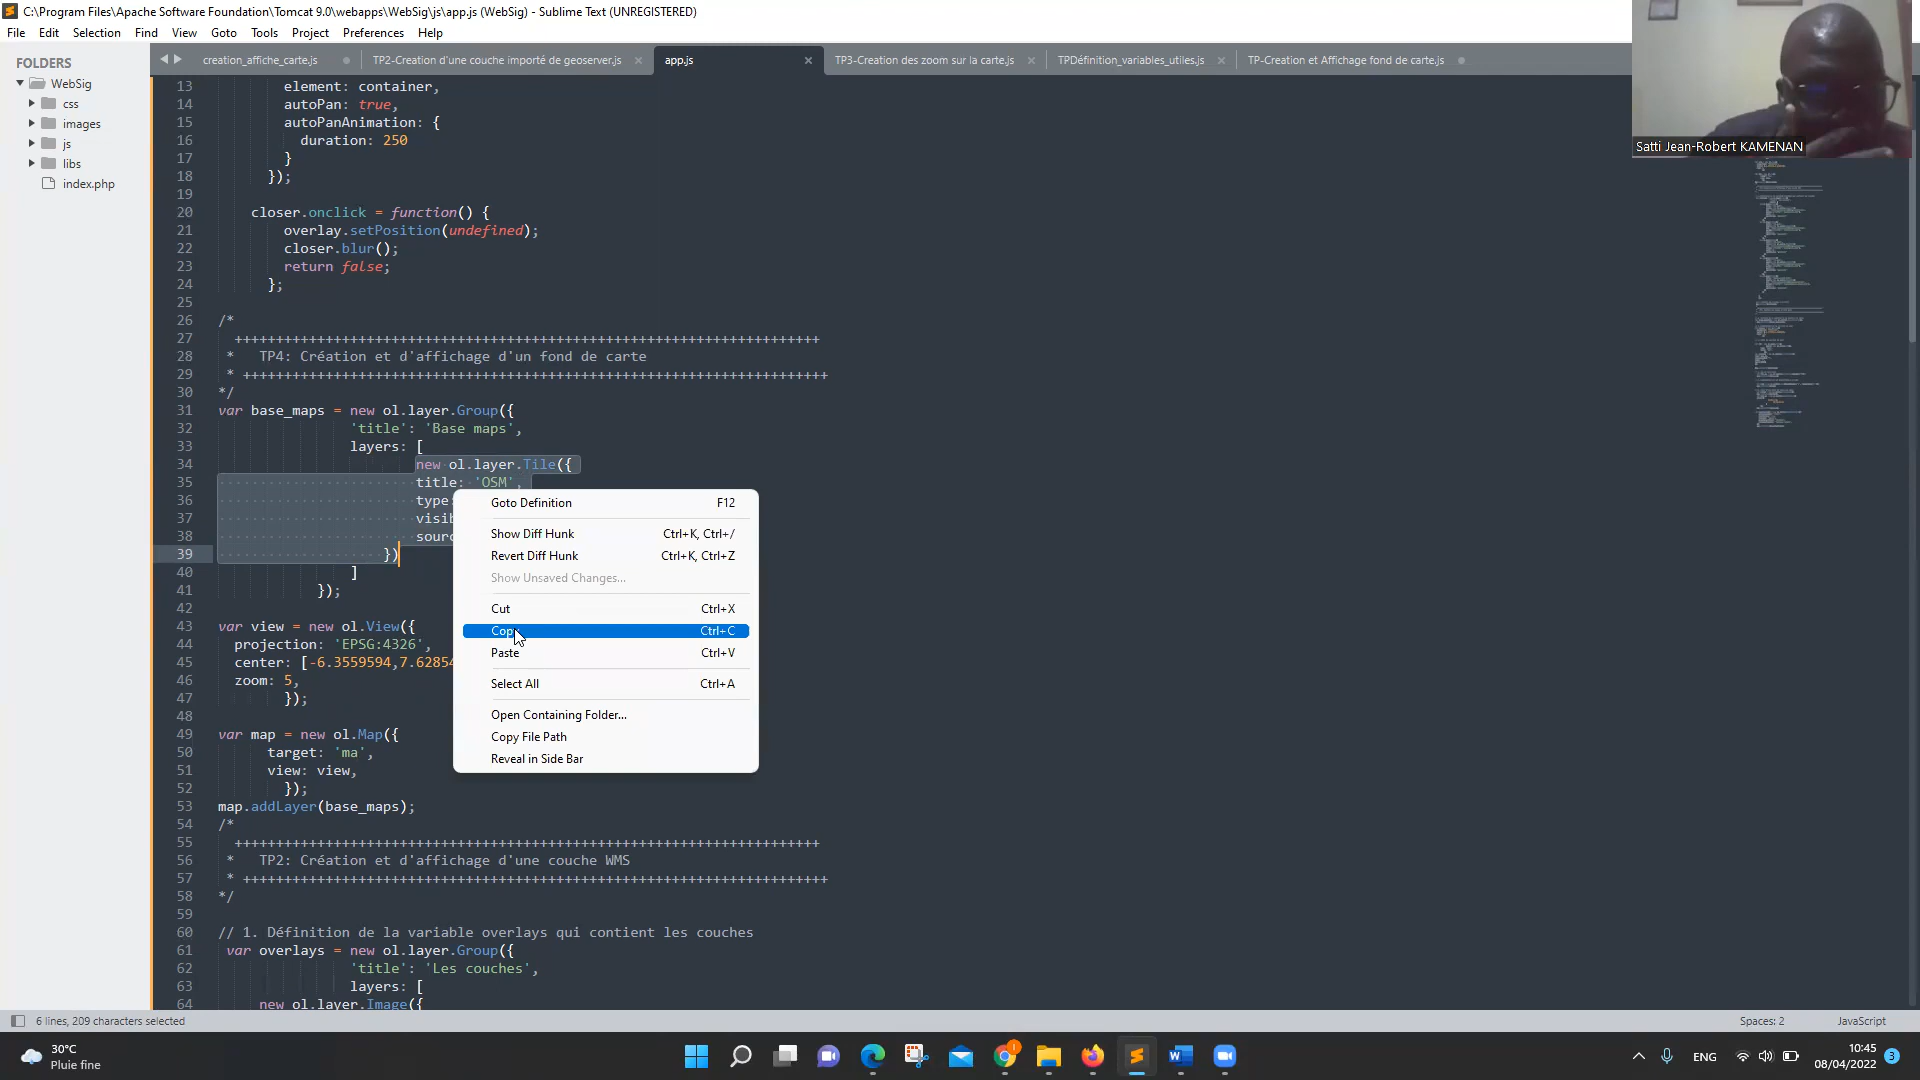 C:\Program Files\Apache Software Foundation\Tomcat 9.0\webapps\WebSig\js\app.js (WebSig) - Sublime Text (UNREGISTERED)
File Edit Selection Find View Goto Tools Project Preferences Help
FOLDERS
WebSig
css
images
js
libs
index.php
creation_affiche_carte.js
TP2-Creation d'une couche importé de geoserver.js
app.js
TP3-Creation des zoom sur la carte.js
TPDéfinition_variables_utiles.js
TP-Creation et Affichage fond de carte.js
Satti Jean-Robert KAMENAN
13 element: container,
14 autoPan: true,
15 autoPanAnimation: {
16 duration: 250
17 }
18 });
19
20 closer.onclick = function() {
21 overlay.setPosition(undefined);
22 closer.blur();
23 return false;
24 };
25
26 /*
27 +++++++++++++++++++++++++++++++++++++++++++++++++++++++++++++++++++++++
28 * TP4: Création et d'affichage d'un fond de carte
29 * +++++++++++++++++++++++++++++++++++++++++++++++++++++++++++++++++++++++
30 */
31 var base_maps = new ol.layer.Group({
32 'title': 'Base maps',
33 layers: [
34 new ol.layer.Tile({
35 title: 'OSM',
36 type
37 visib
38 sourc
39 })
40 ]
41 });
42
43 var view = new ol.View({
44 projection: 'EPSG:4326',
45 center: [-6.3559594,7.62854
46 zoom: 5,
47 });
48
49 var map = new ol.Map({
50 target: 'ma',
51 view: view,
52 });
53 map.addLayer(base_maps);
54 /*
55 +++++++++++++++++++++++++++++++++++++++++++++++++++++++++++++++++++++++
56 * TP2: Création et d'affichage d'une couche WMS
57 * +++++++++++++++++++++++++++++++++++++++++++++++++++++++++++++++++++++++
58 */
59
60 // 1. Définition de la variable overlays qui contient les couches
61 var overlays = new ol.layer.Group({
62 'title': 'Les couches',
63 layers: [
64 new ol.layer.Image({
Goto Definition F12
Show Diff Hunk Ctrl+K, Ctrl+/
Revert Diff Hunk Ctrl+K, Ctrl+Z
Show Unsaved Changes...
Cut Ctrl+X
Copy Ctrl+C
Paste Ctrl+V
Select All Ctrl+A
Open Containing Folder...
Copy File Path
Reveal in Side Bar
6 lines, 209 characters selected
Spaces: 2
JavaScript
30°C
Pluie fine
ENG
10:45
08/04/2022
3